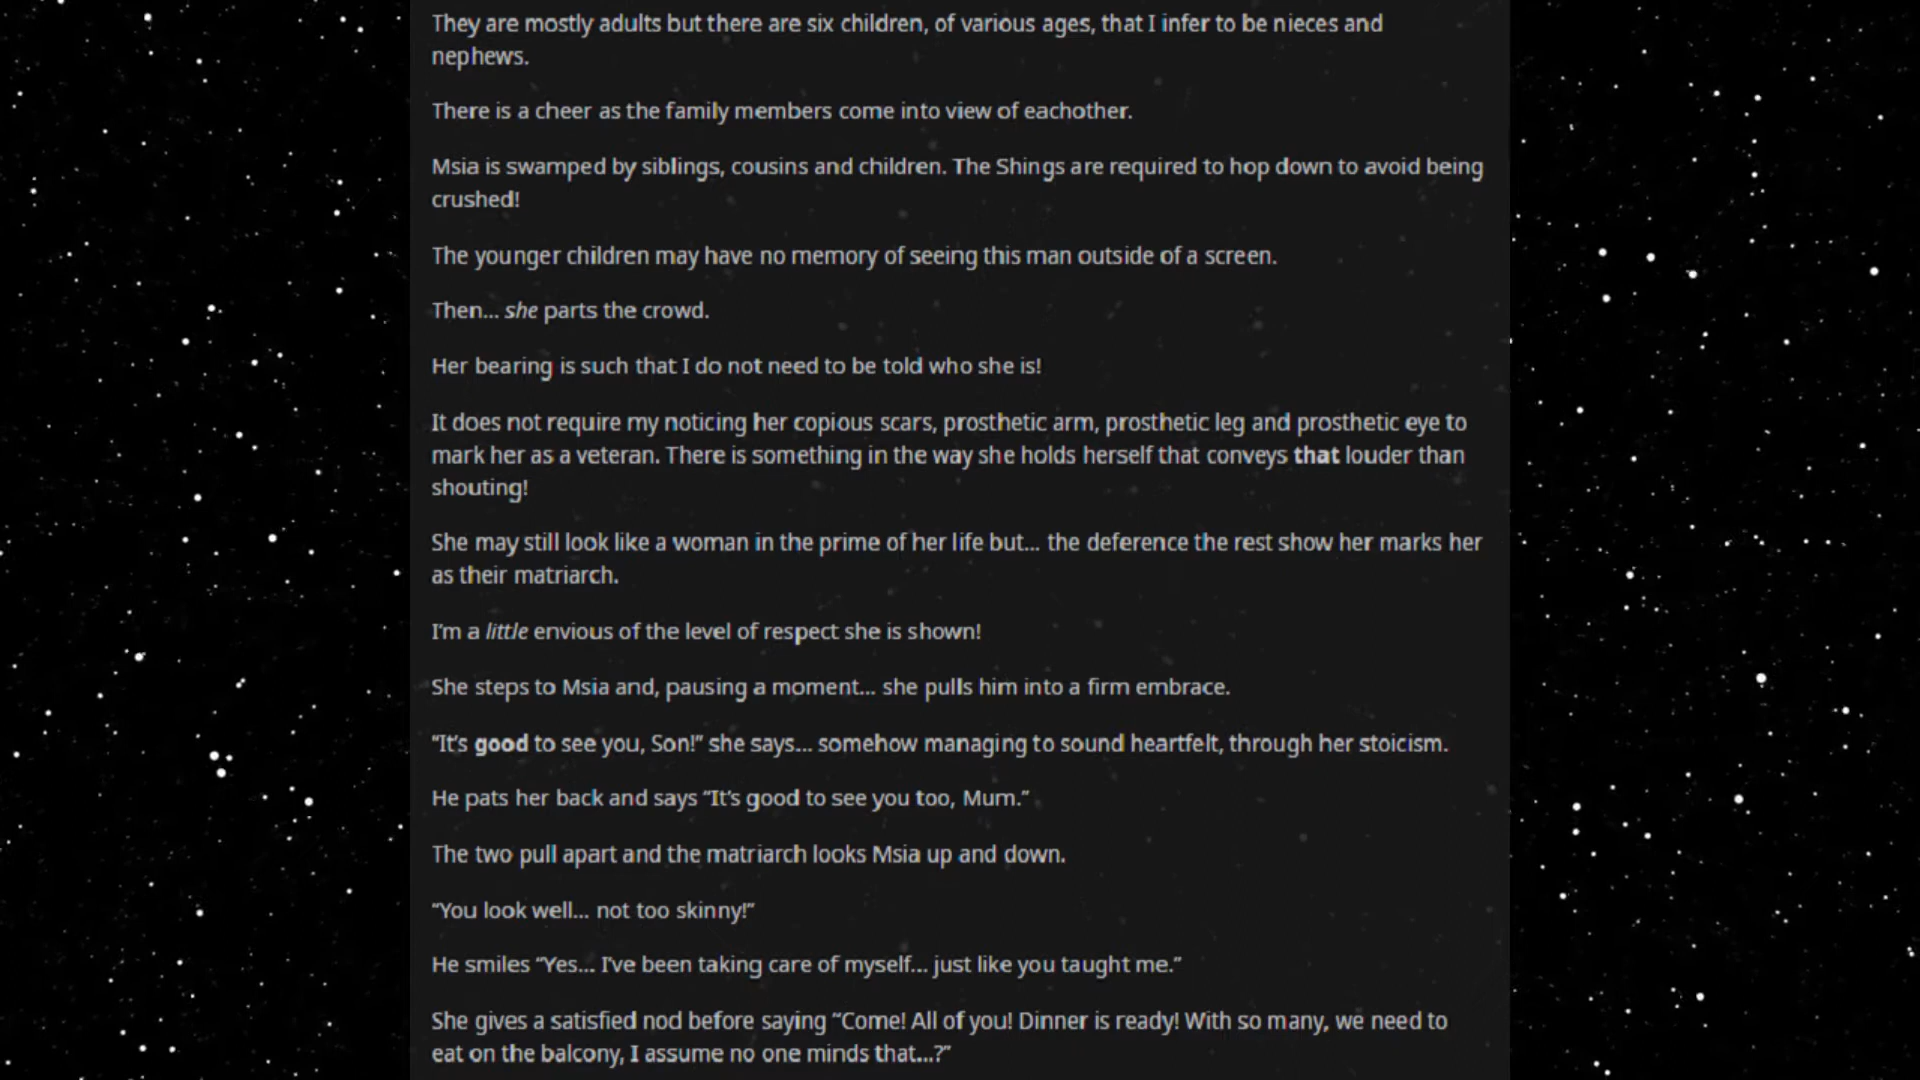 They are mostly adults but there are six children, of various ages, that I infer to be nieces and
nephews.
There is a cheer as the family members come into view of eachother.
Msia is swamped by siblings, cousins and children. The Shings are required to hop down to avoid being
crushed!
The younger children may have no memory of seeing this man outside of a screen.
Then... she parts the crowd.
Her bearing is such that I do not need to be told who she is!
It does not require my noticing her copious scars, prosthetic arm, prosthetic leg and prosthetic eye to
mark her as a veteran. There is something in the way she holds herself that conveys that louder than
shouting!
She may still look like a woman in the prime of her life but... the deference the rest show her marks her
as their matriarch.
I'm a little envious of the level of respect she is shown!
She steps to Msia and, pausing a moment... she pulls him into a firm embrace.
“It's good to see you, Son!” she says... somehow managing to sound heartfelt, through her stoicism.
He pats her back and says “It's good to see you too, Mum.”
The two pull apart and the matriarch looks Msia up and down.
“You look well... not too skinny!”
He smiles “Yes... I've been taking care of myself... just like you taught me.”
She gives a satisfied nod before saying “Come! All of you! Dinner is ready! With so many, we need to
eat on the balcony, I assume no one minds that...?”